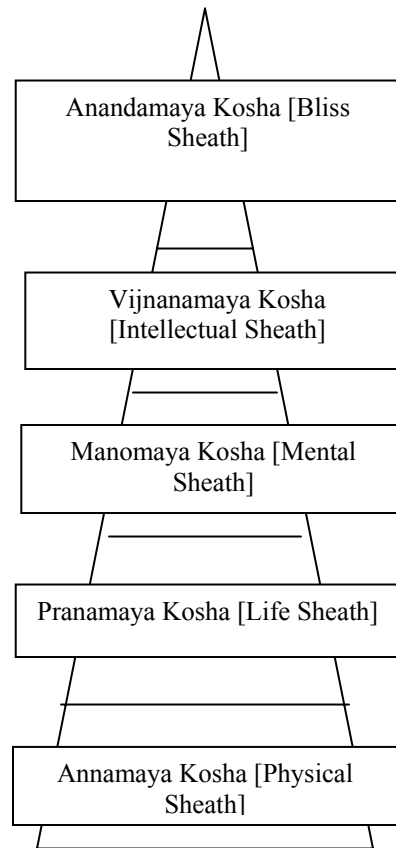 Anandamaya Kosha [Bliss
Sheath]
Vijnanamaya Kosha
[Intellectual Sheath]
Manomaya Kosha [Mental
Sheath]
Pranamaya Kosha [Life Sheath]
Annamaya Kosha [Physical
Sheath]